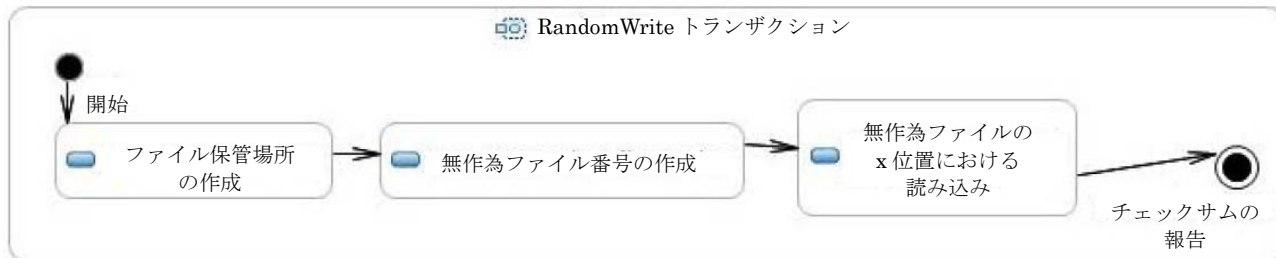 RandomWrite トランザクション
開始
ファイル保管場所
の作成
無作為ファイル番号の作成
無作為ファイルの
x 位置における
読み込み
チェックサムの
報告